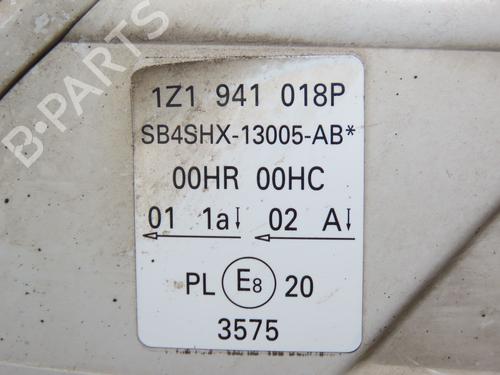 B-PARTS
1Z1 941 018P
SB4SHX-13005-AB*
00HR 00HC
01 1a↓ 02 A↓
PL E8 20
3575